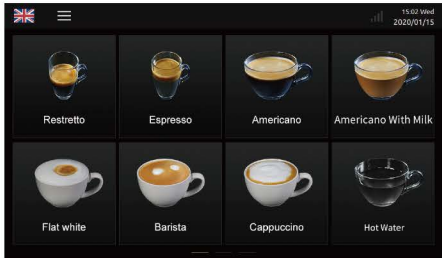 15:02 Wed
2020/01/15
Restretto
Espresso
Americano
Americano With Milk
Flat white
Barista
Cappuccino
Hot Water